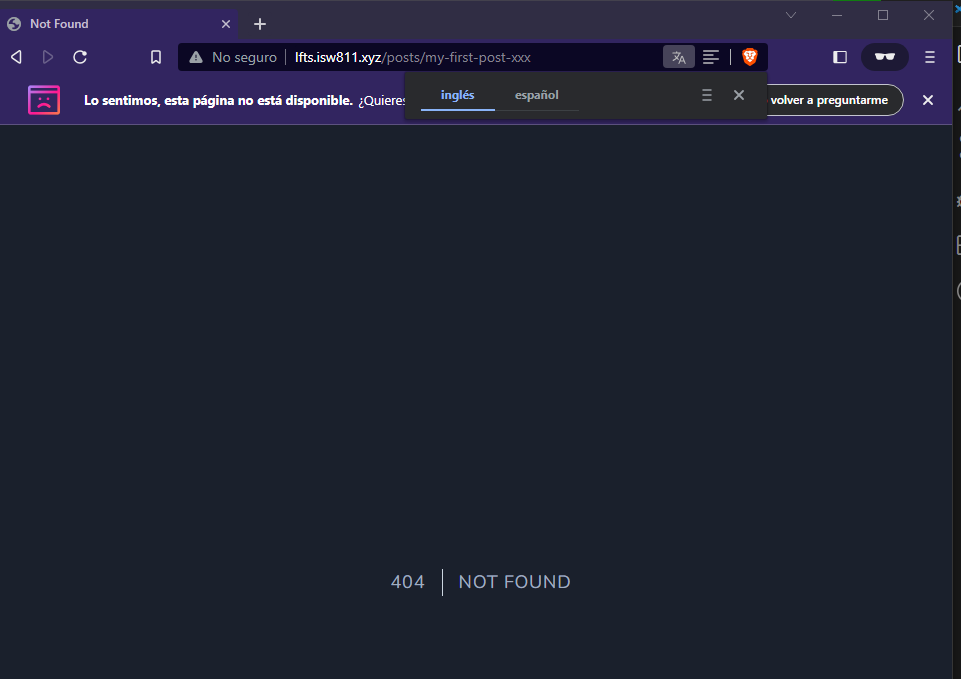 Not Found
No seguro
lfts.isw811.xyz/posts/my-first-post-xxx
Lo sentimos, esta página no está disponible. ¿Quieres
inglés
español
volver a preguntarme
404
NOT FOUND